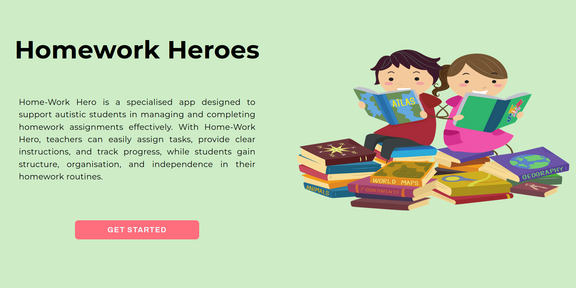 Homework Heroes
Home-Work Hero is a specialised app designed to
support autistic students in managing and completing
homework assignments effectively. With Home-Work
Hero, teachers can easily assign tasks, provide clear
instructions, and track progress, while students gain
structure, organisation, and independence in their
homework routines.
GET STARTED
ATLAS
WORLD MAPS
GEOGRAPHY
ANIMALS